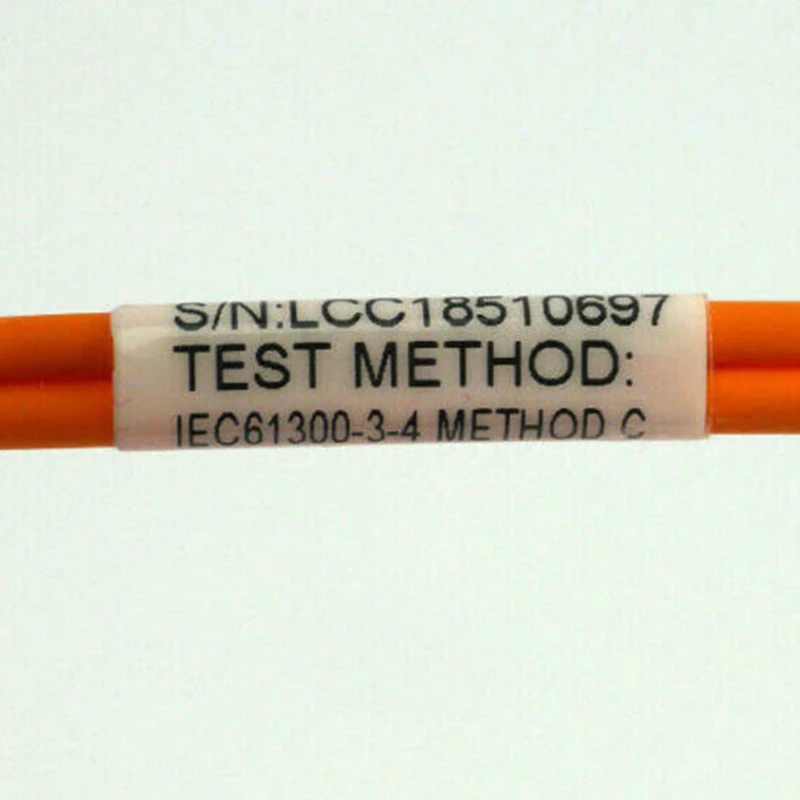 S/N:LCC18510697
TEST METHOD:
IEC61300-3-4 METHOD C